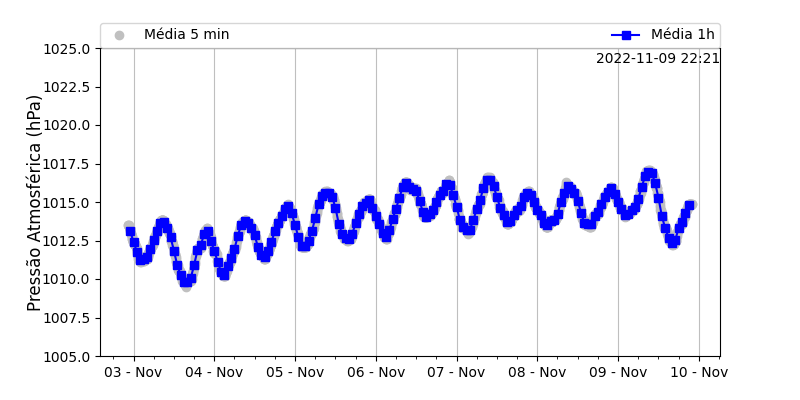 Média 5 min
Média 1h
2022-11-09 22:21
Pressão Atmosférica (hPa)
1025.0
1022.5
1020.0
1017.5
1015.0
1012.5
1010.0
1007.5
1005.0
03 - Nov 04 - Nov 05 - Nov 06 - Nov 07 - Nov 08 - Nov 09 - Nov 10 - Nov